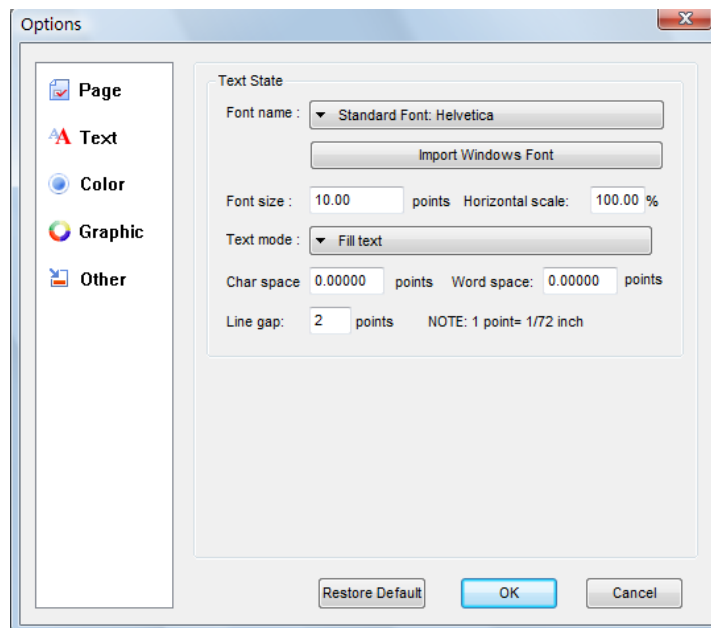 Options
Page
Text
Color
Graphic
Other
Text State
Font name : Standard Font: Helvetica
Import Windows Font
Font size : 10.00 points Horizontal scale: 100.00 %
Text mode : Fill text
Char space 0.00000 points Word space: 0.00000 points
Line gap: 2 points NOTE: 1 point= 1/72 inch
Restore Default OK Cancel